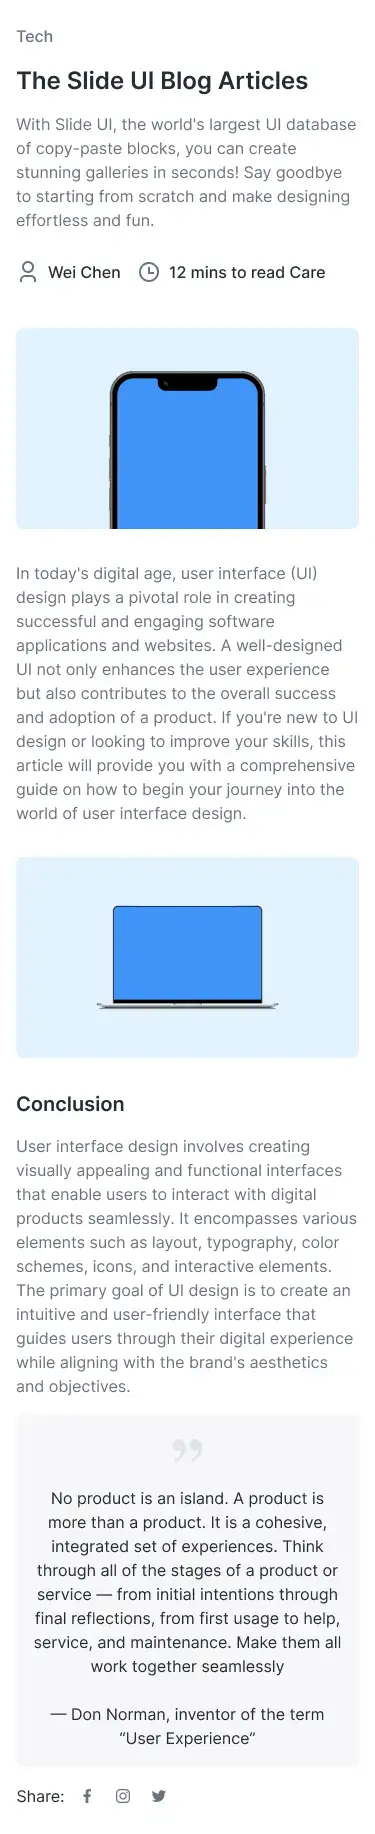 Tech
The Slide UI Blog Articles
With Slide UI, the world's largest UI database
of copy-paste blocks, you can create
stunning galleries in seconds! Say goodbye
to starting from scratch and make designing
effortless and fun.
Wei Chen
12 mins to read Care
In today's digital age, user interface (UI)
design plays a pivotal role in creating
successful and engaging software
applications and websites. A well-designed
UI not only enhances the user experience
but also contributes to the overall success
and adoption of a product. If you're new to UI
design or looking to improve your skills, this
article will provide you with a comprehensive
guide on how to begin your journey into the
world of user interface design.
Conclusion
User interface design involves creating
visually appealing and functional interfaces
that enable users to interact with digital
products seamlessly. It encompasses various
elements such as layout, typography, color
schemes, icons, and interactive elements.
The primary goal of UI design is to create an
intuitive and user-friendly interface that
guides users through their digital experience
while aligning with the brand's aesthetics
and objectives.
”
No product is an island. A product is
more than a product. It is a cohesive,
integrated set of experiences. Think
through all of the stages of a product or
service — from initial intentions through
final reflections, from first usage to help,
service, and maintenance. Make them all
work together seamlessly
— Don Norman, inventor of the term
“User Experience”
Share: